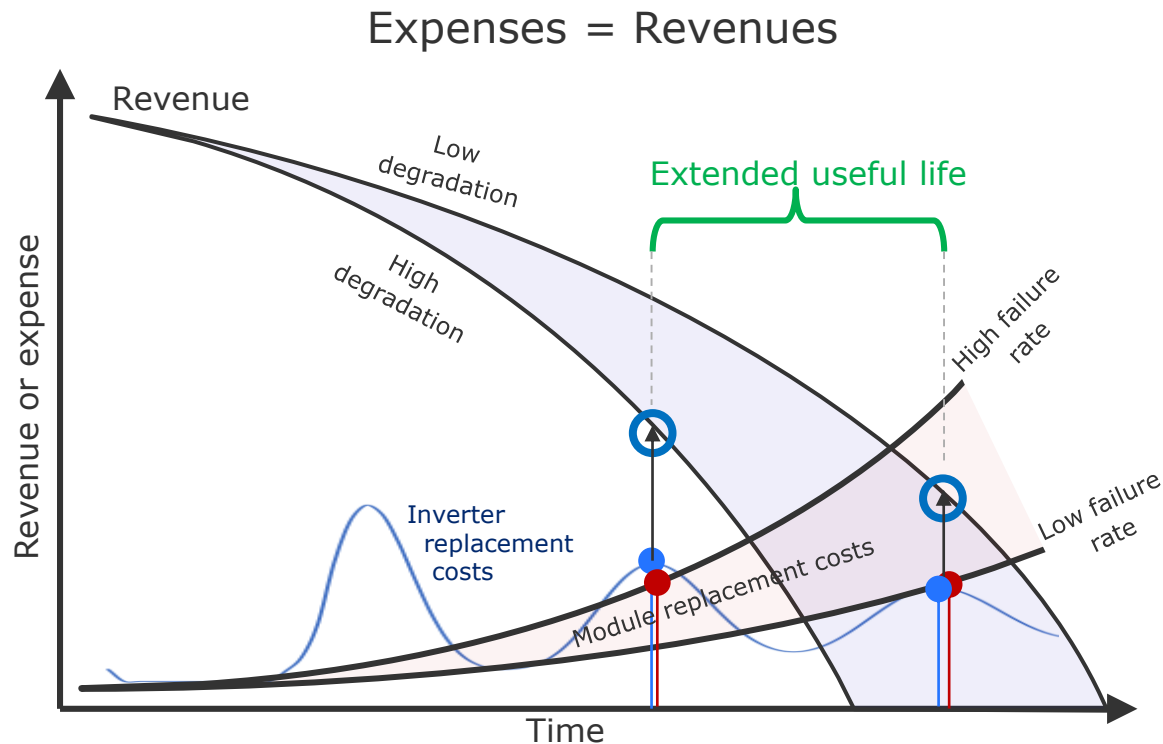 Expenses = Revenues
Revenue
Low
degradation
High
degradation
Extended useful life
High failure
rate
Low failure
rate
Inverter
replacement
costs
Module replacement costs
Revenue or expense
Time